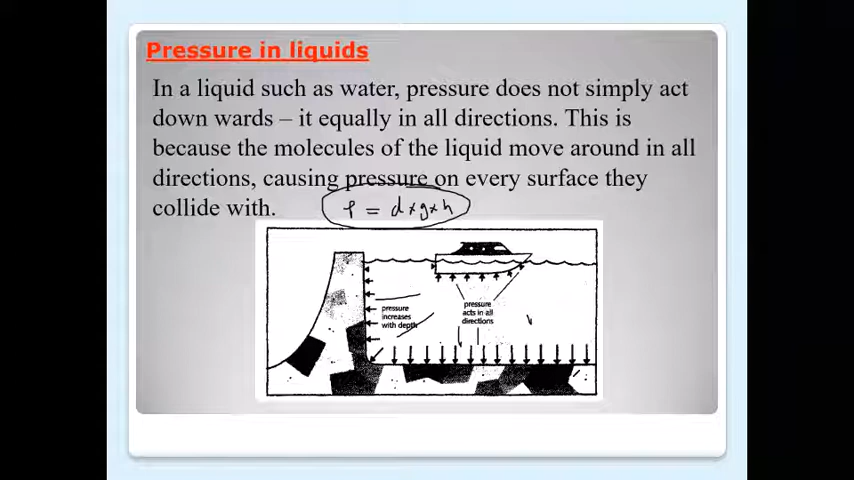 Pressure in liquids
In a liquid such as water, pressure does not simply act
down wards – it equally in all directions. This is
because the molecules of the liquid move around in all
directions, causing pressure on every surface they
collide with.
P = d×g×h
pressure
increases
with depth
pressure
acts in all
directions